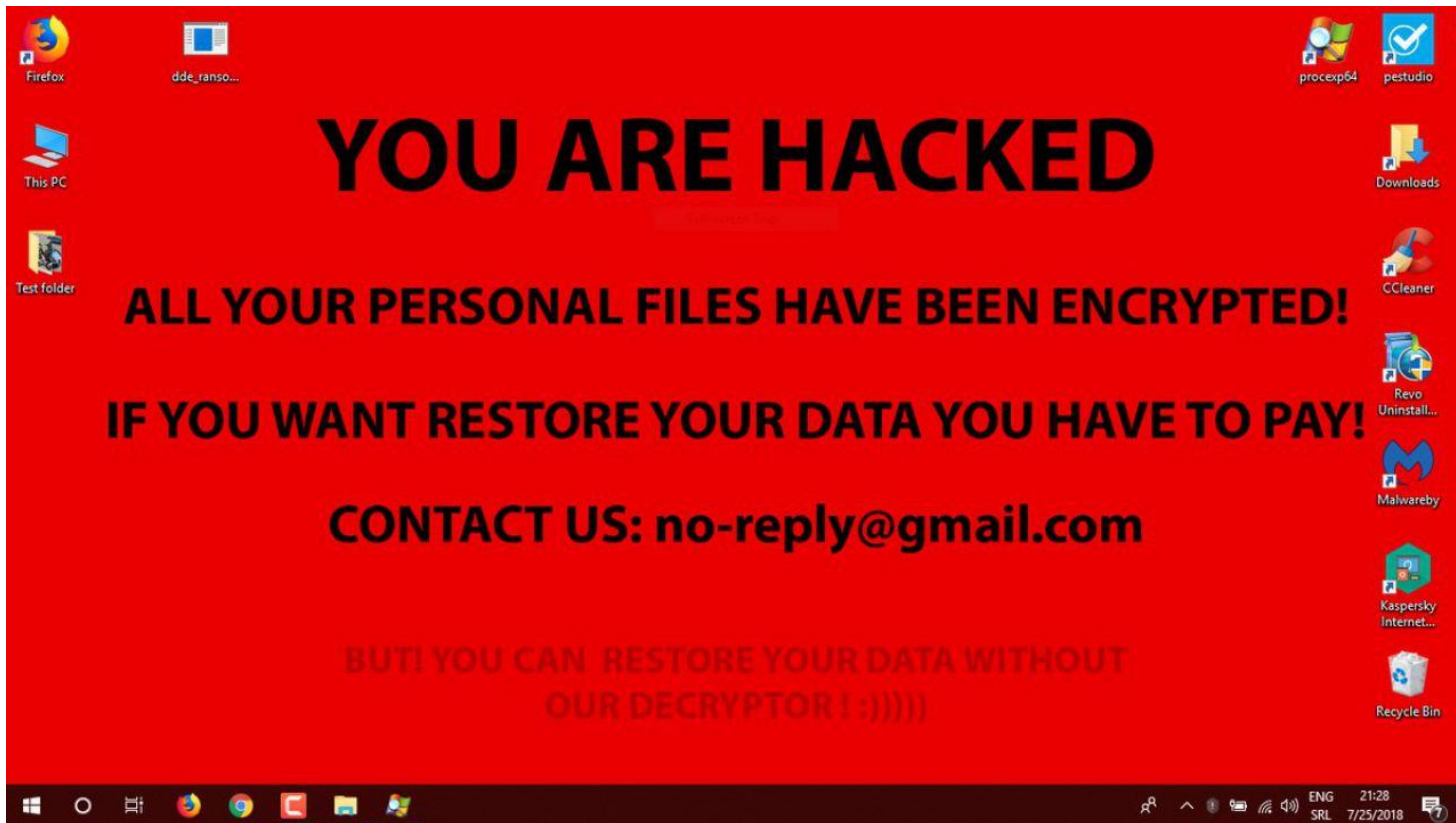 Firefox
dde_ranso...
procexp64
pestudio
YOU ARE HACKED
This PC
Downloads
Test folder
CCleaner
ALL YOUR PERSONAL FILES HAVE BEEN ENCRYPTED!
Revo
Uninstall...
IF YOU WANT RESTORE YOUR DATA YOU HAVE TO PAY!
Malwareby
CONTACT US: no-reply@gmail.com
Kaspersky
Internet...
BUT! YOU CAN RESTORE YOUR DATA WITHOUT
OUR DECRYPTOR ! :)))))
Recycle Bin
ENG
SRL
21:28
7/25/2018
7